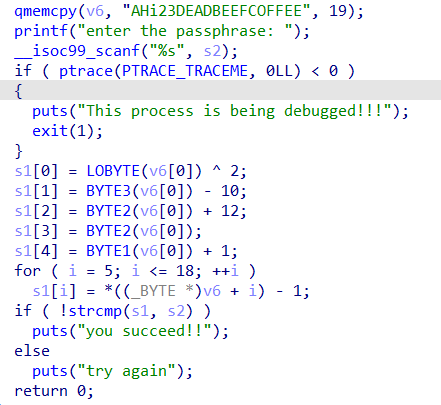 qmemcpy(v6, "AHi23DEADBEEFCOFFEE", 19);
printf("enter the passphrase: ");
__isoc99_scanf("%s", s2);
if ( ptrace(PTRACE_TRACEME, 0LL) < 0 )
{
  puts("This process is being debugged!!!");
  exit(1);
}
s1[0] = LOBYTE(v6[0]) ^ 2;
s1[1] = BYTE3(v6[0]) - 10;
s1[2] = BYTE2(v6[0]) + 12;
s1[3] = BYTE2(v6[0]);
s1[4] = BYTE1(v6[0]) + 1;
for ( i = 5; i <= 18; ++i )
  s1[i] = *((_BYTE *)v6 + i) - 1;
if ( !strcmp(s1, s2) )
  puts("you succeed!!");
else
  puts("try again");
return 0;